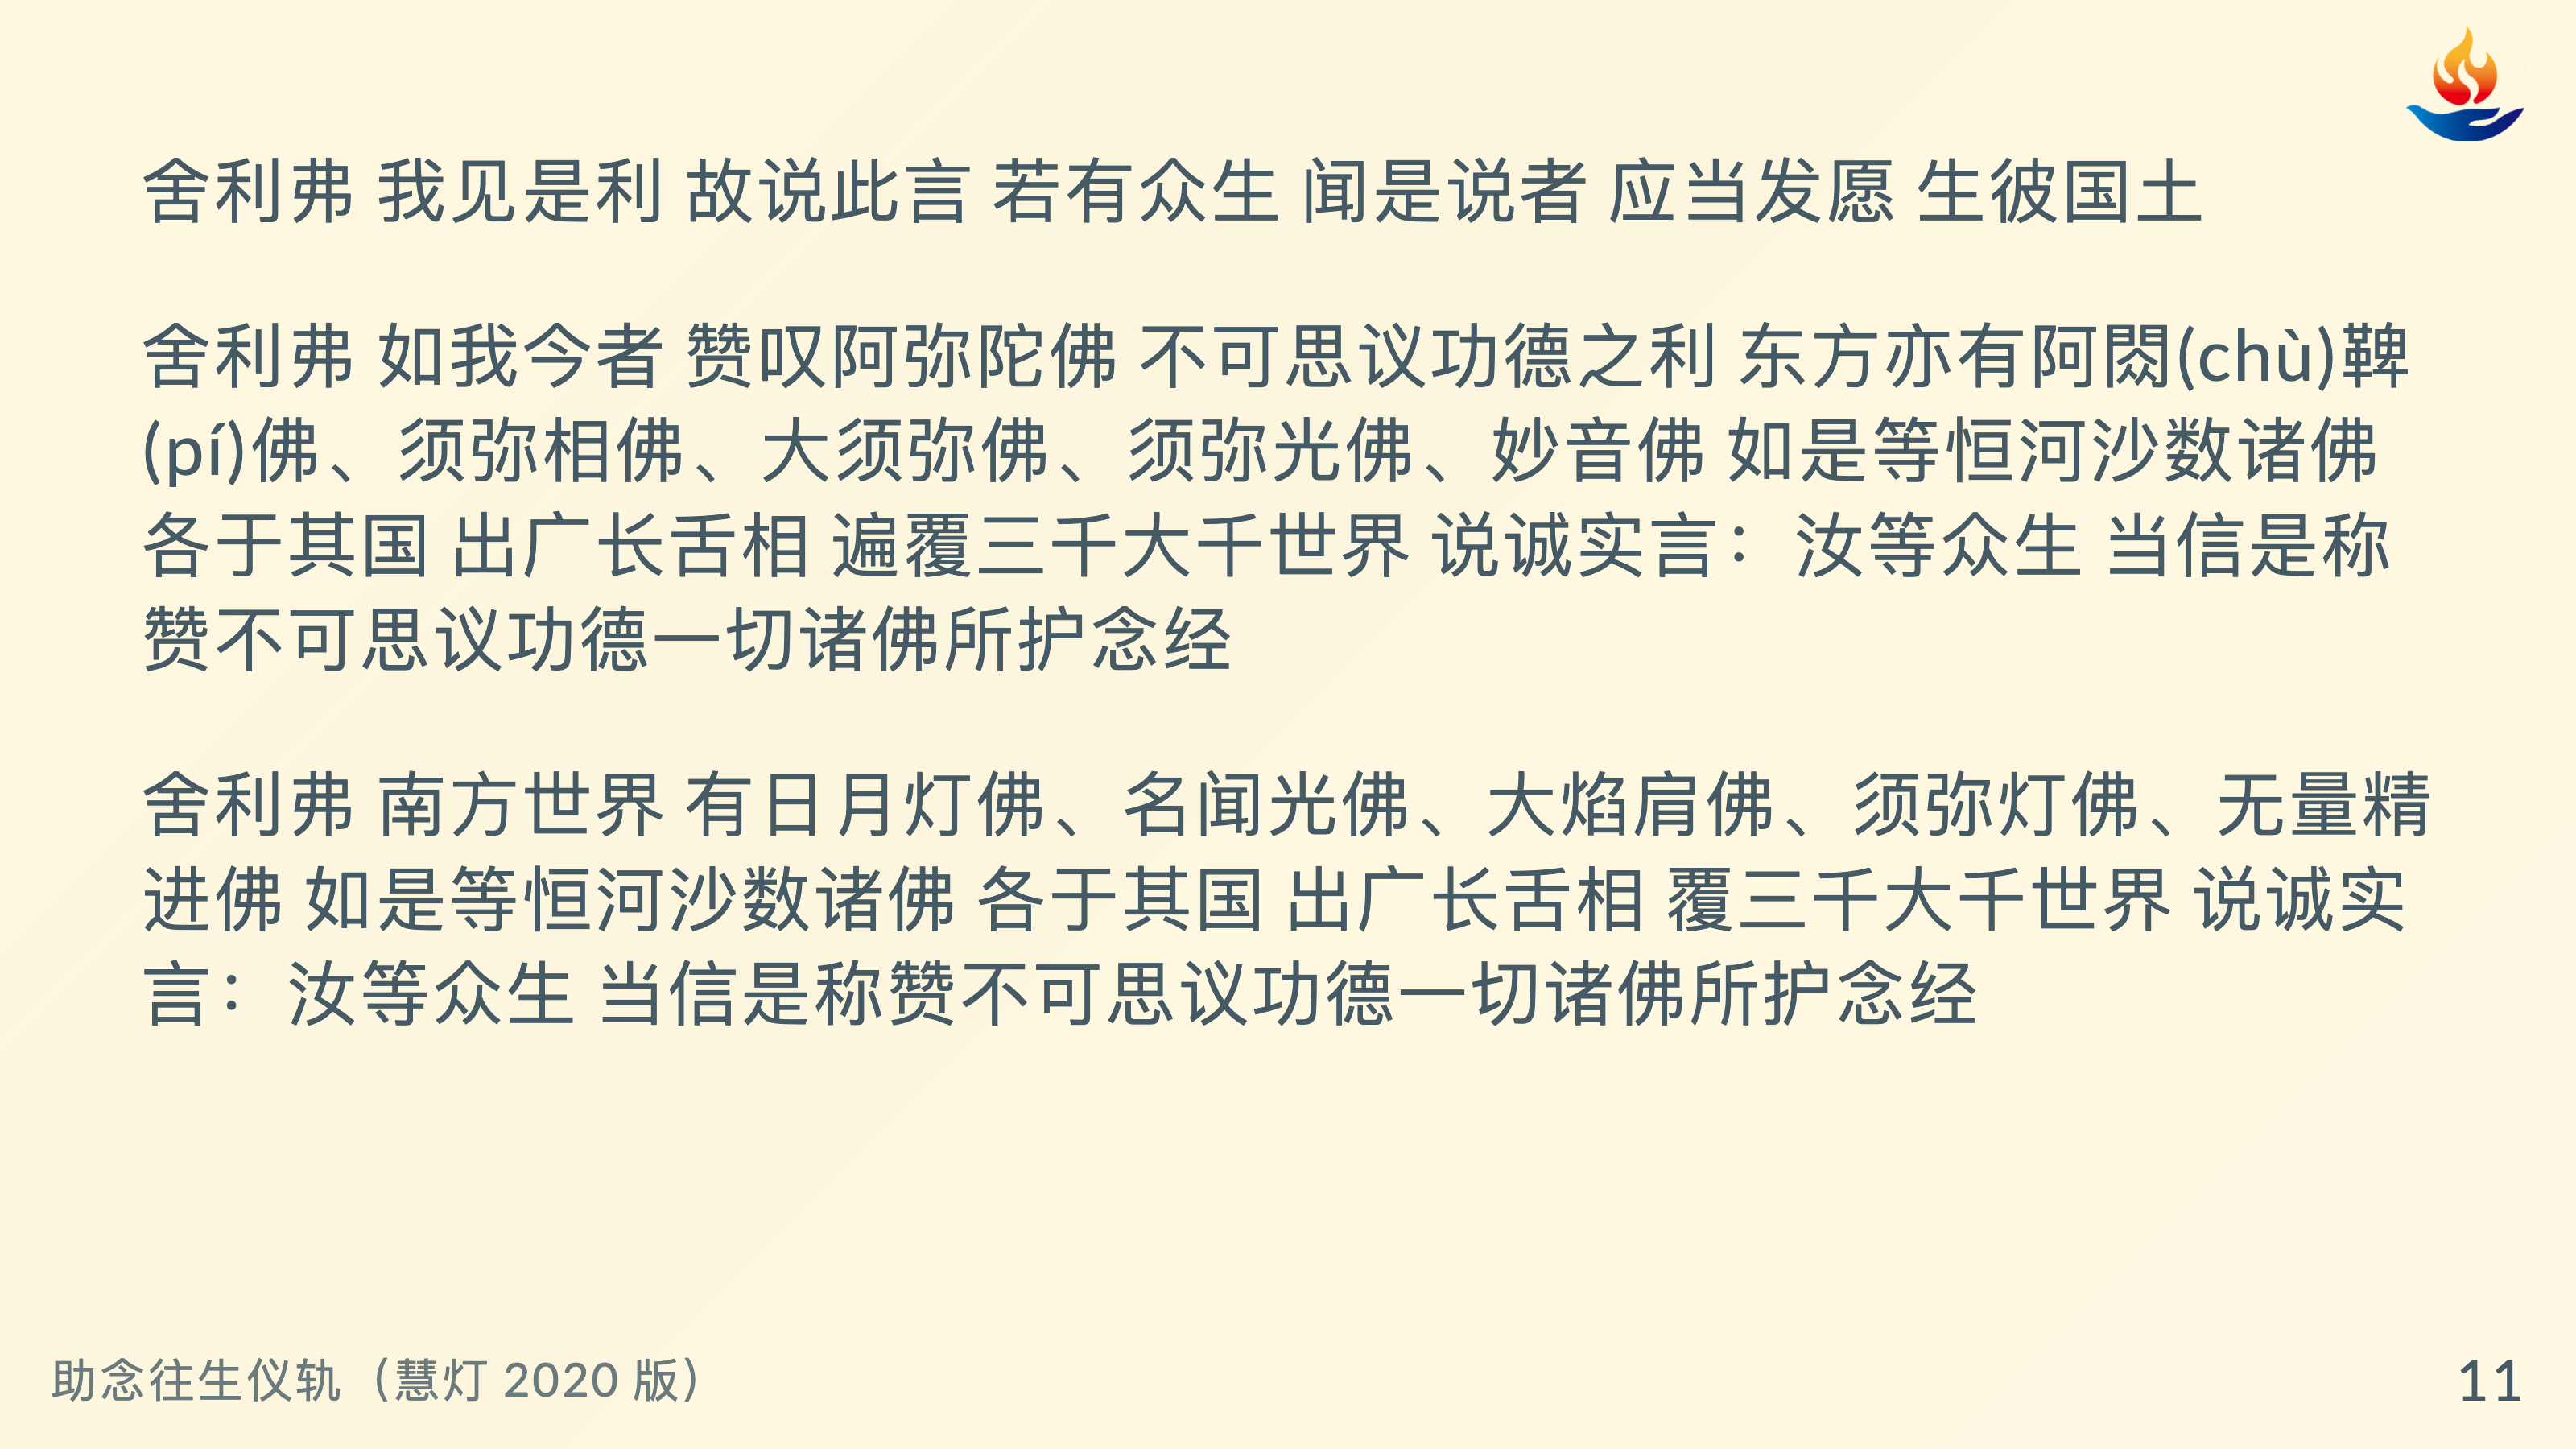 舍利弗 我见是利 故说此言 若有众生 闻是说者 应当发愿 生彼国土
舍利弗 如我今者 赞叹阿弥陀佛 不可思议功德之利 东方亦有阿閦(chù)鞞
(pí)佛、须弥相佛、大须弥佛、须弥光佛、妙音佛 如是等恒河沙数诸佛
各于其国 出广长舌相 遍覆三千大千世界 说诚实言：汝等众生 当信是称
赞不可思议功德一切诸佛所护念经
舍利弗 南方世界 有日月灯佛、名闻光佛、大焰肩佛、须弥灯佛、无量精
进佛 如是等恒河沙数诸佛 各于其国 出广长舌相 覆三千大千世界 说诚实
言：汝等众生 当信是称赞不可思议功德一切诸佛所护念经
助念往生仪轨（慧灯 2020 版）
11